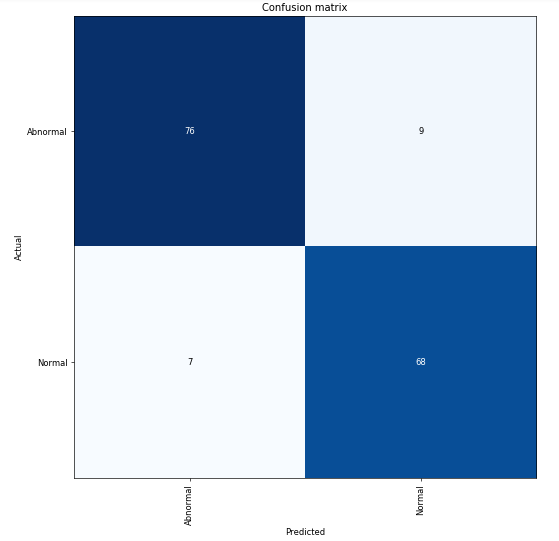 Confusion matrix
Abnormal
76
9
Actual
Normal
7
68
Abnormal
Normal
Predicted